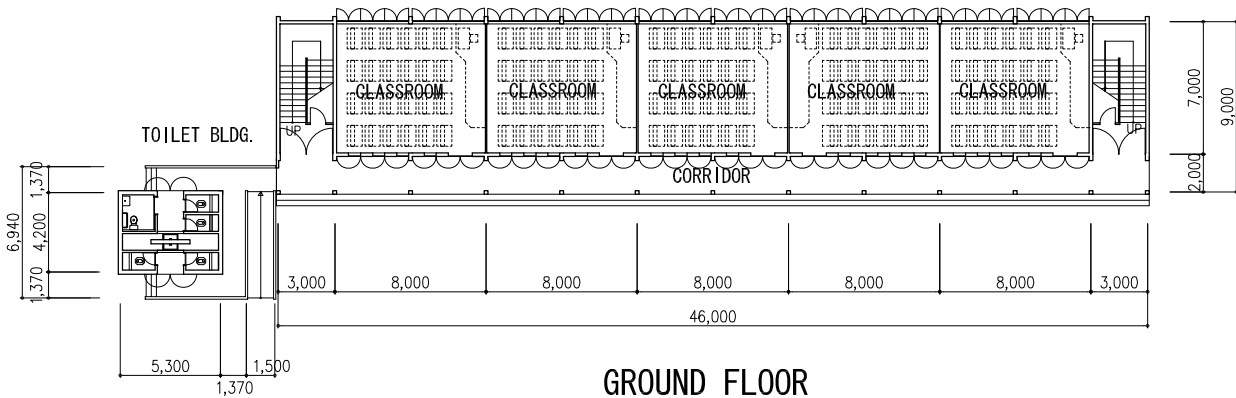 CLASSROOM CLASSROOM CLASSROOM CLASSROOM CLASSROOM
7,000
9,000
UP UP
TOILET BLDG.
CORRIDOR
2,000
1,370
6,940
4,200
1,370
3,000 8,000 8,000 8,000 8,000 8,000 3,000
46,000
5,300 1,500
1,370
GROUND FLOOR